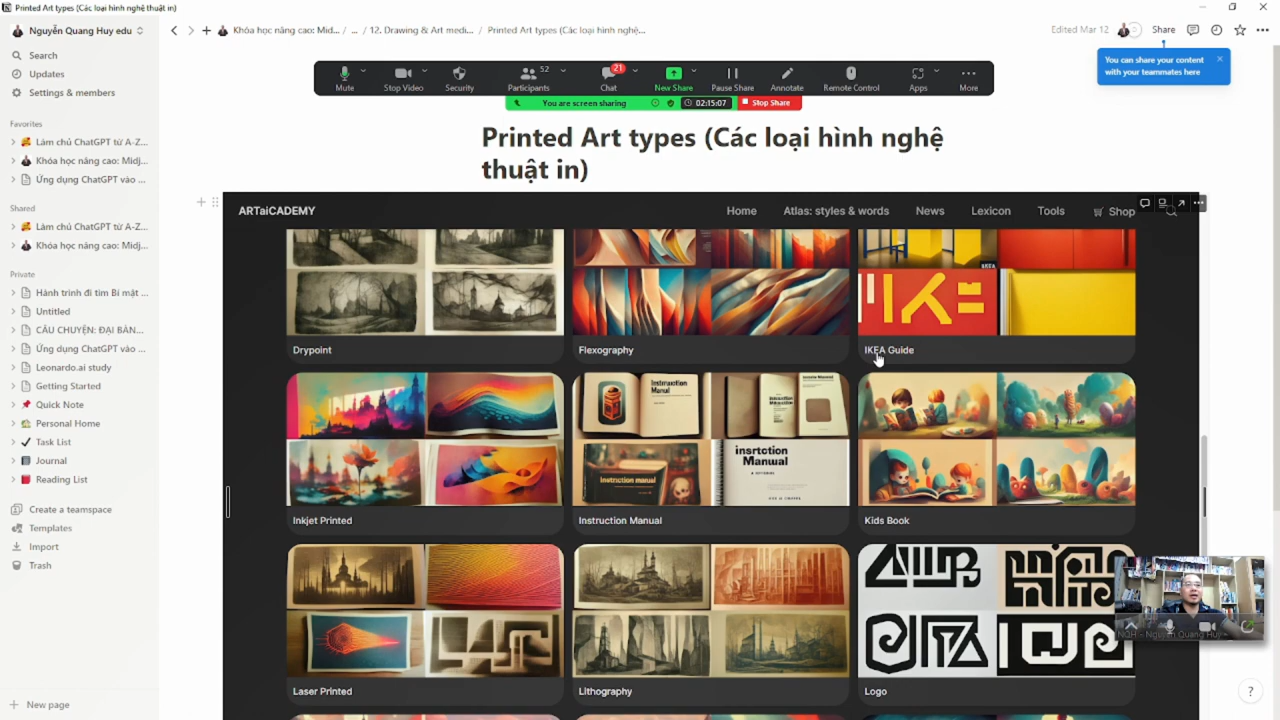 Printed Art types (Các loại hình nghệ thuật in)
Nguyễn Quang Huy edu
Search
Updates
Settings & members
Favorites
Làm chủ ChatGPT từ A-Z...
Khóa học nâng cao: Midj...
Ứng dụng ChatGPT vào ...
Shared
Làm chủ ChatGPT từ A-Z...
Khóa học nâng cao: Midj...
Private
Hành trình đi tìm Bí mật ...
Untitled
CÂU CHUYỆN: ĐẠI BÀN...
Ứng dụng ChatGPT vào ...
Leonardo.ai study
Getting Started
Quick Note
Personal Home
Task List
Journal
Reading List
Create a teamspace
Templates
Import
Trash
New page
Khóa học nâng cao: Mid... / ... / 12. Drawing & Art medi... / Printed Art types (Các loại hình nghệ...
Edited Mar 12
Share
You can share your content
with your teammates here
Mute
Stop Video
Security
52
Participants
21
Chat
New Share
Pause Share
Annotate
Remote Control
Apps
More
You are screen sharing
02:15:07
Stop Share
Printed Art types (Các loại hình nghệ
thuật in)
ARTaiCADEMY
Home
Atlas: styles & words
News
Lexicon
Tools
Shop
IKEA
Drypoint
Flexography
IKEA Guide
Instrmaction
Manual
instruction manual
insrtction
Manual
Inkjet Printed
Instruction Manual
Kids Book
Laser Printed
Lithography
Logo
NQH - Nguyễn Quang Huy -
?